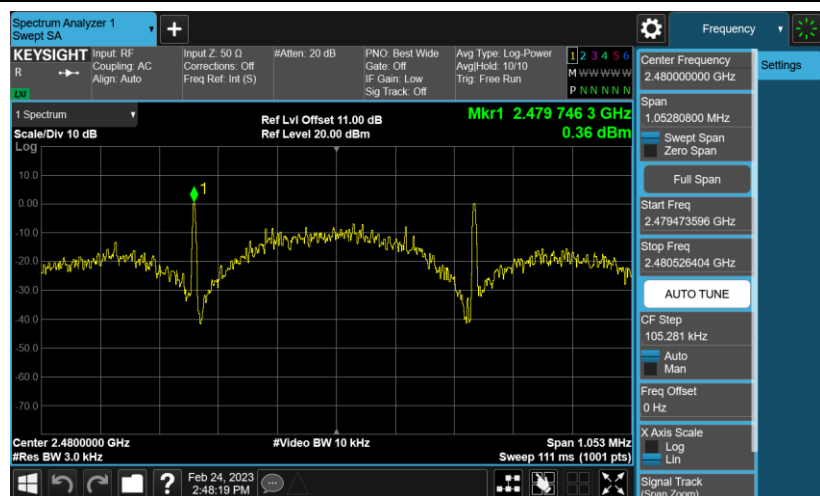 Spectrum Analyzer 1
Swept SA
+
Frequency
KEYSIGHT
R
LXI
Input: RF
Coupling: AC
Align: Auto
Input Z: 50 Ω
Corrections: Off
Freq Ref: Int (S)
#Atten: 20 dB
PNO: Best Wide
Gate: Off
IF Gain: Low
Sig Track: Off
Avg Type: Log-Power
Avg|Hold: 10/10
Trig: Free Run
1 2 3 4 5 6
M W W W W W
P N N N N N
1 Spectrum
Scale/Div 10 dB
Log
Ref Lvl Offset 11.00 dB
Ref Level 20.00 dBm
Mkr1 2.479 746 3 GHz
0.36 dBm
10.0
0.00
-10.0
-20.0
-30.0
-40.0
-50.0
-60.0
-70.0
1
Center 2.4800000 GHz
#Res BW 3.0 kHz
#Video BW 10 kHz
Span 1.053 MHz
Sweep 111 ms (1001 pts)
?
Feb 24, 2023
2:48:19 PM
Center Frequency
2.480000000 GHz
Settings
Span
1.05280800 MHz
Swept Span
Zero Span
Full Span
Start Freq
2.479473596 GHz
Stop Freq
2.480526404 GHz
AUTO TUNE
CF Step
105.281 kHz
Auto
Man
Freq Offset
0 Hz
X Axis Scale
Log
Lin
Signal Track
(Span Zoom)